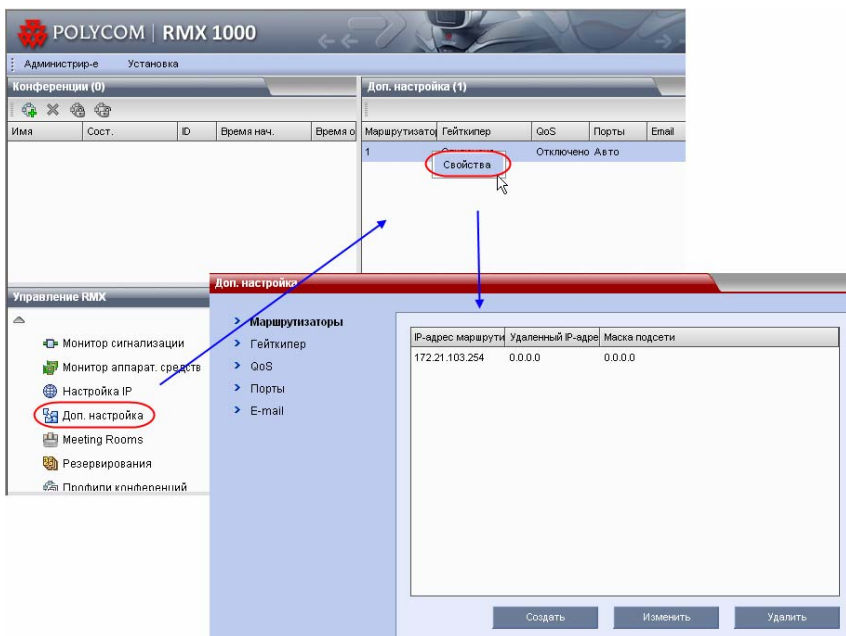 POLYCOM | RMX 1000
Администрир-е Установка
Конференции (0)
Имя Сост. ID Время нач. Время о
Доп. настройка (1)
Маршрутизато Гейткипер QoS Порты Email
1 Отключено Авто
Свойства
Управление RMX
Монитор сигнализации
Монитор аппарат. средств
Настройка IP
Доп. настройка
Meeting Rooms
Резервирования
Профили конференций
Доп. настройка
Маршрутизаторы
Гейткипер
QoS
Порты
E-mail
IP-адрес маршрути Удаленный IP-адре Маска подсети
172.21.103.254 0.0.0.0 0.0.0.0
Создать Изменить Удалить